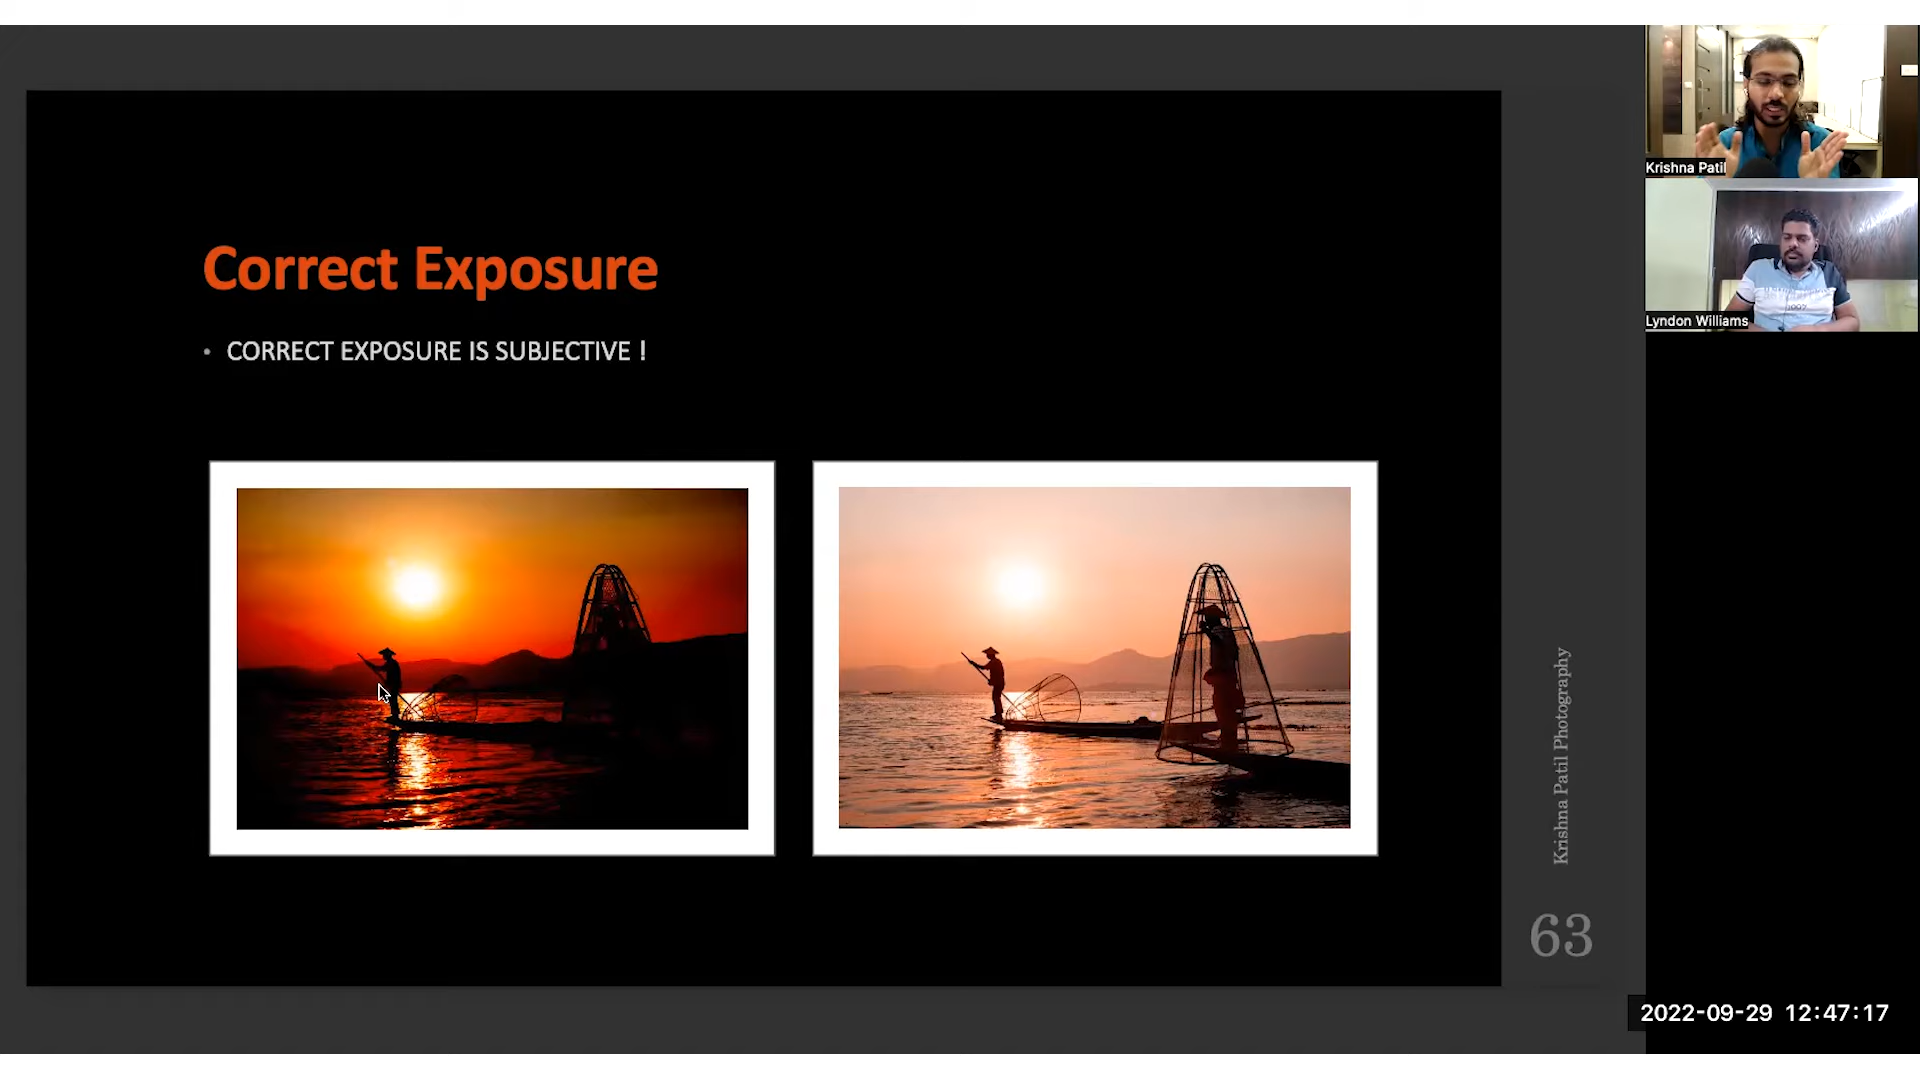 Correct Exposure
• CORRECT EXPOSURE IS SUBJECTIVE !
Krishna Patil Photography
63
Krishna Patil
Lyndon Williams
2022-09-29 12:47:17